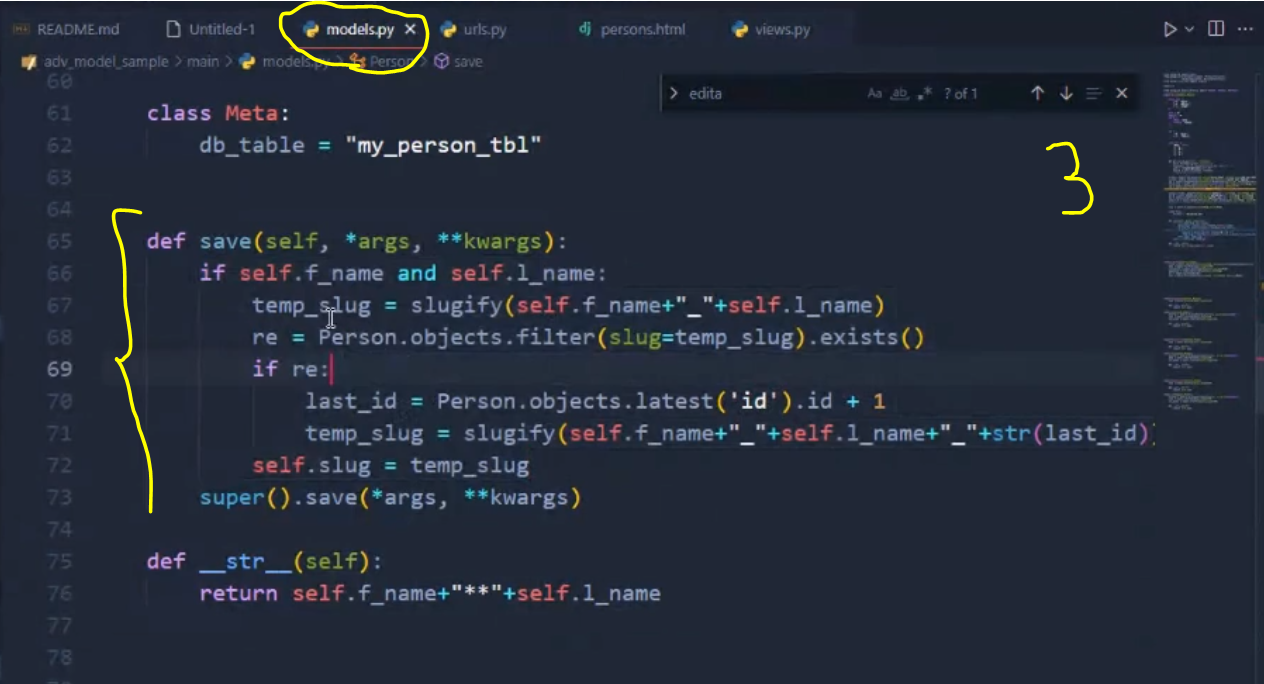 README.md Untitled-1 models.py urls.py dj persons.html views.py
adv_model_sample > main > models.py > Person > save
> edita Aa ab .* ? of 1
3
60
61 class Meta:
62 db_table = "my_person_tbl"
63
64
65 def save(self, *args, **kwargs):
66 if self.f_name and self.l_name:
67 temp_slug = slugify(self.f_name+"_"+self.l_name)
68 re = Person.objects.filter(slug=temp_slug).exists()
69 if re:
70 last_id = Person.objects.latest('id').id + 1
71 temp_slug = slugify(self.f_name+"_"+self.l_name+"_"+str(last_id)
72 self.slug = temp_slug
73 super().save(*args, **kwargs)
74
75 def __str__(self):
76 return self.f_name+"**"+self.l_name
77
78